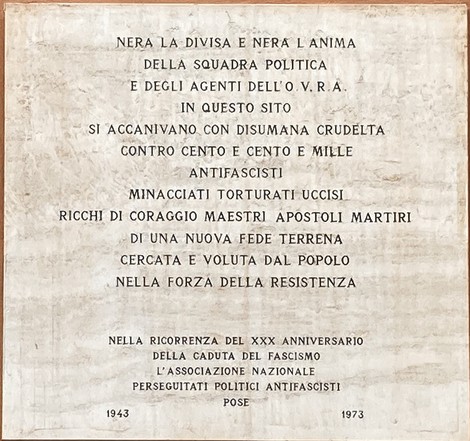 NERA LA DIVISA E NERA L'ANIMA
DELLA SQUADRA POLITICA
E DEGLI AGENTI DELL'O.V.R.A.
IN QUESTO SITO
SI ACCANIVANO CON DISUMANA CRUDELTA
CONTRO CENTO E CENTO E MILLE
ANTIFASCISTI
MINACCIATI TORTURATI UCCISI
RICCHI DI CORAGGIO MAESTRI APOSTOLI MARTIRI
DI UNA NUOVA FEDE TERRENA
CERCATA E VOLUTA DAL POPOLO
NELLA FORZA DELLA RESISTENZA
NELLA RICORRENZA DEL XXX ANNIVERSARIO
DELLA CADUTA DEL FASCISMO
L'ASSOCIAZIONE NAZIONALE
PERSEGUITATI POLITICI ANTIFASCISTI
POSE
1943 1973